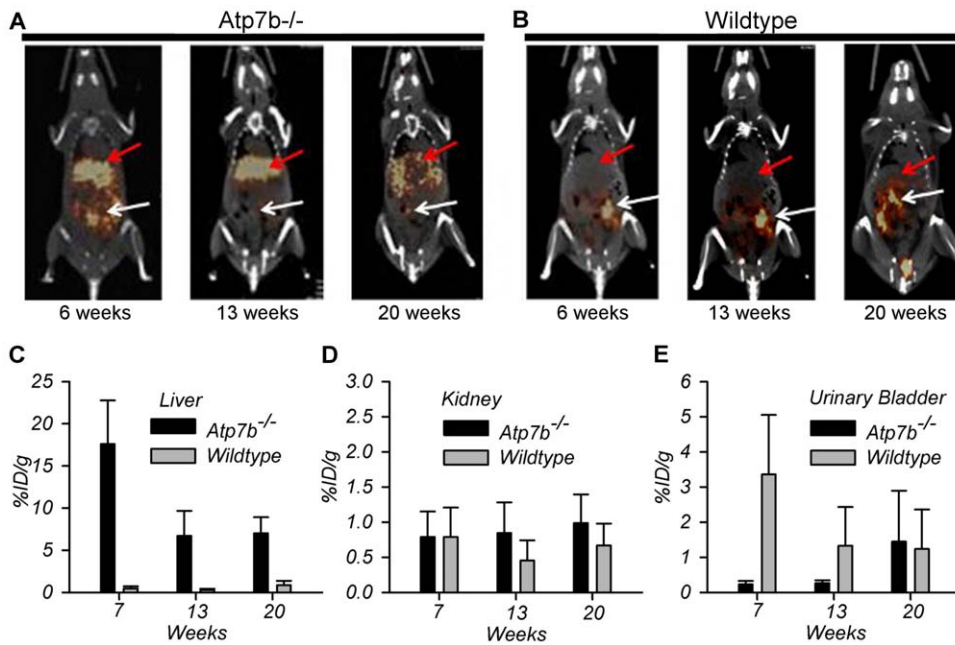 A
Atp7b-/-
B
Wildtype
6 weeks
13 weeks
20 weeks
6 weeks
13 weeks
20 weeks
C
25
20
15
10
5
0
%ID/g
Liver
Atp7b-/-
Wildtype
7
13
20
Weeks
D
3.0
2.5
2.0
1.5
1.0
0.5
0.0
%ID/g
Kidney
Atp7b-/-
Wildtype
7
13
20
Weeks
E
6
5
4
3
2
1
0
%ID/g
Urinary Bladder
Atp7b-/-
Wildtype
7
13
20
Weeks